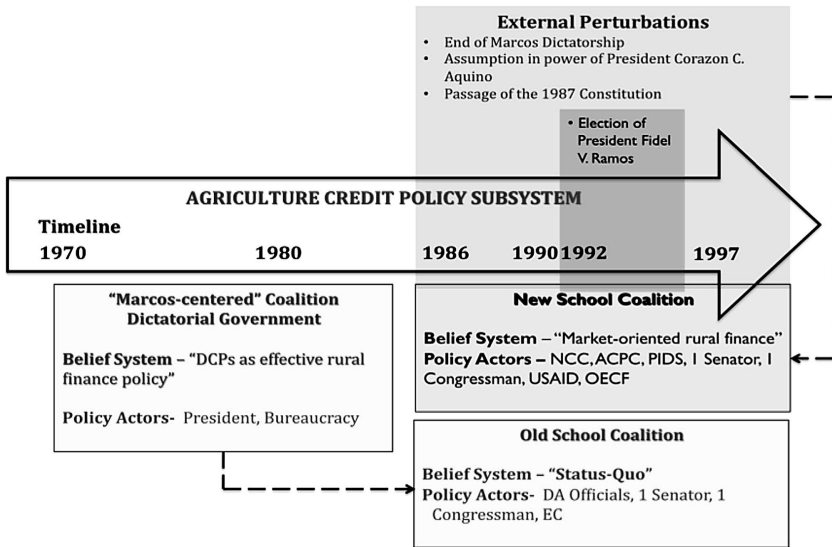 External Perturbations
• End of Marcos Dictatorship
• Assumption in power of President Corazon C.
Aquino
• Passage of the 1987 Constitution
• Election of
President Fidel
V. Ramos
AGRICULTURE CREDIT POLICY SUBSYSTEM
Timeline
1970 1980 1986 1990 1992 1997
"Marcos-centered" Coalition
Dictatorial Government
Belief System – "DCPs as effective rural
finance policy"
Policy Actors- President, Bureaucracy
New School Coalition
Belief System – "Market-oriented rural finance"
Policy Actors – NCC, ACPC, PIDS, 1 Senator, 1
Congressman, USAID, OECF
Old School Coalition
Belief System – "Status-Quo"
Policy Actors- DA Officials, 1 Senator, 1
Congressman, EC